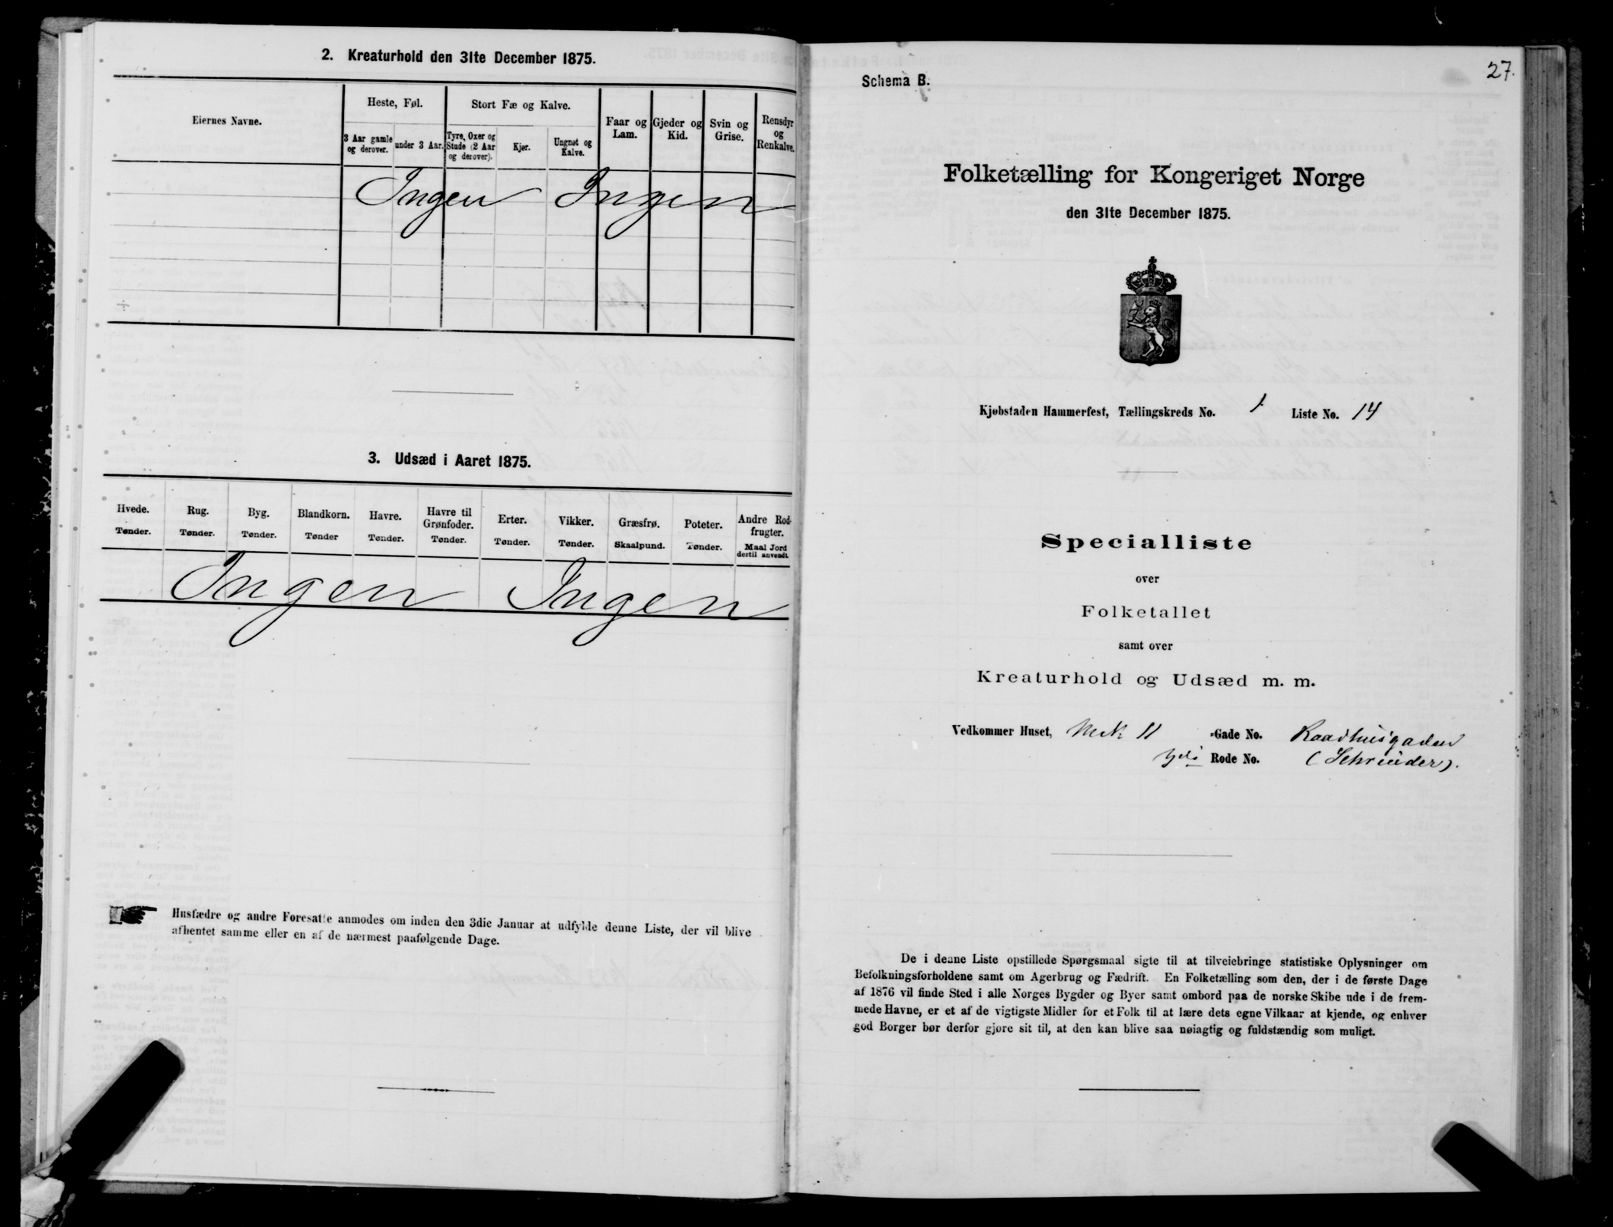 2. Kreaturhold den 31te December 1875.
Eiernes Navne.
Heste, Føl.
Stort Fæ og Kalve.
Faar og Lam.
Gjeder og Kid.
Svin og Grise.
Rensdyr og Renkalve.
3 Aar gamle og derover.
under 3 Aar.
Tyre, Oxer og Stude (2 Aar og derover).
Kjør.
Ungnøt og Kalve.
Ingen Ingen
3. Udsæd i Aaret 1875.
Hvede. Rug. Byg. Blandkorn. Havre. Havre til Grønfoder. Erter. Vikker. Græsfrø. Poteter. Andre Rodfrugter.
Tønder. Tønder. Tønder. Tønder Tønder. Tønder. Tønder. Tønder. Skaalpund. Tønder. Maal Jord dertil anvendt.
Ingen Ingen
Husfædre og andre Foresatte anmodes om inden den 3die Januar at udfylde denne Liste, der vil blive
afhentet samme eller en af de nærmest paafølgende Dage.
27.
Schema B.
Folketælling for Kongeriget Norge
den 31te December 1875.
Kjøbstaden Hammerfest, Tællingskreds No. 1 Liste No. 14
Specialliste
over
Folketallet
samt over
Kreaturhold og Udsæd m. m.
Vedkommer Huset, 11 -Gade No. Raadhusgaden
Rode No. (Schrøder).
De i denne Liste opstillede Spørgsmaal sigte til at tilveiebringe statistiske Oplysninger om
Befolkningsforholdene samt om Agerbrug og Fædrift. En Folketælling som den, der i de første Dage
af 1876 vil finde Sted i alle Norges Bygder og Byer samt ombord paa de norske Skibe ude i de frem-
mede Havne, er et af de vigtigste Midler for et Folk til at lære dets egne Vilkaar at kjende, og enhver
god Borger bør derfor gjøre sit til, at den kan blive saa nøiagtig og fuldstændig som muligt.